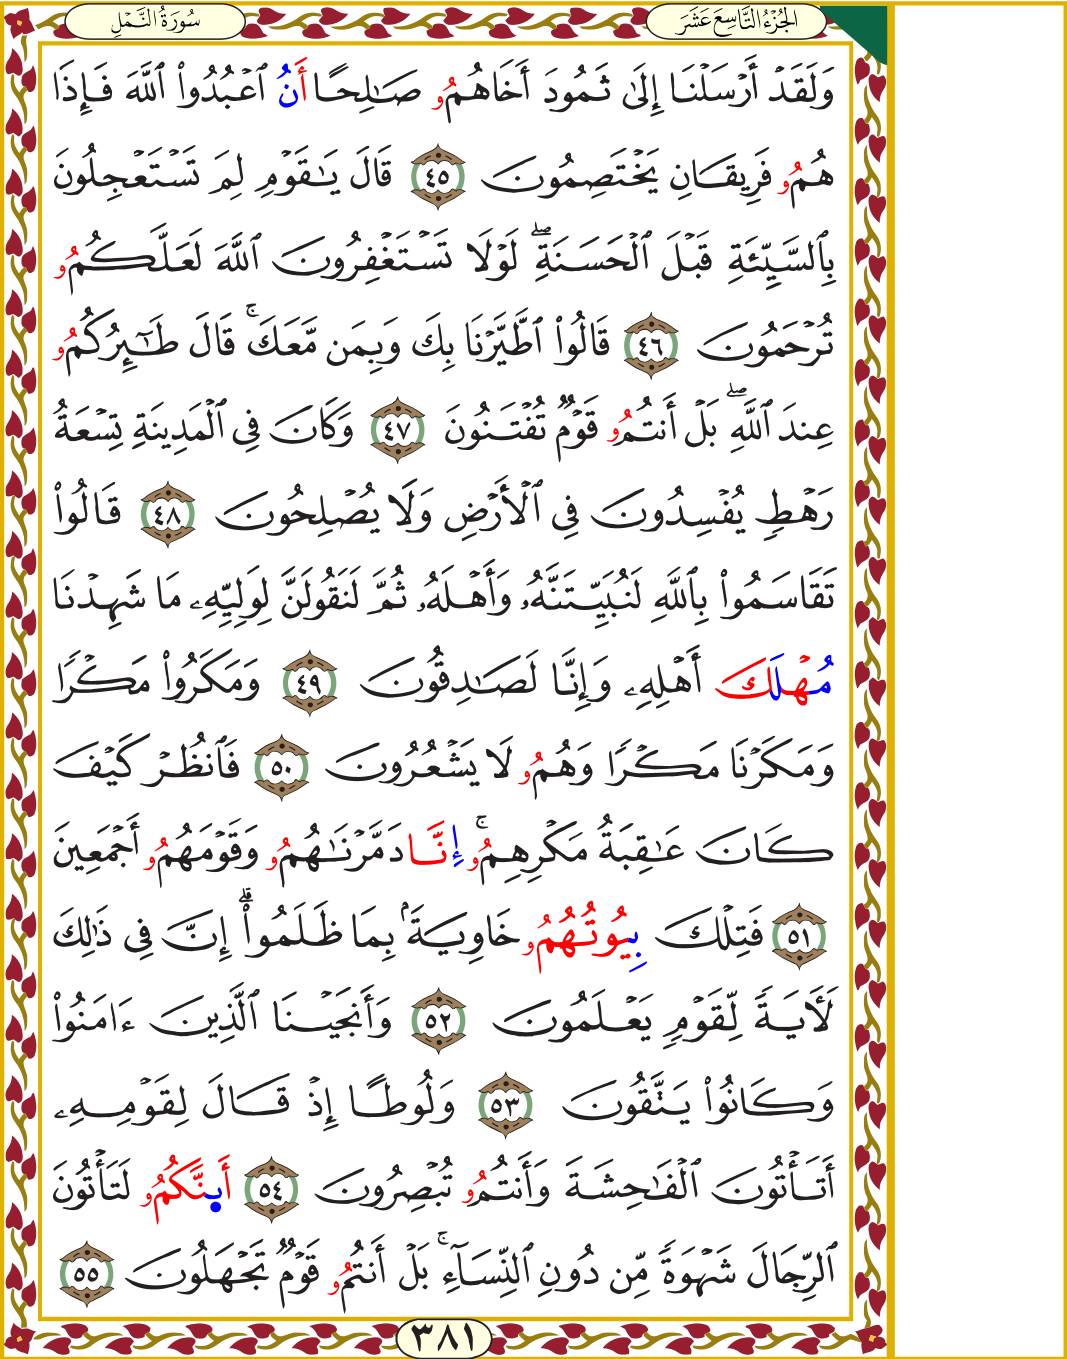 الجُزْءُ التَّاسِعَ عَشَرَ
سُورَةُ النَّمْلِ
وَلَقَدْ أَرْسَلْنَا إِلَىٰ ثَمُودَ أَخَاهُمُۥ صَـٰلِحًا أَنُ ٱعْبُدُوا۟ ٱللَّهَ فَإِذَا
هُمُۥ فَرِيقَانِ يَخْتَصِمُونَ ٤٥ قَالَ يَـٰقَوْمِ لِمَ تَسْتَعْجِلُونَ
بِٱلسَّيِّئَةِ قَبْلَ ٱلْحَسَنَةِ ۖ لَوْلَا تَسْتَغْفِرُونَ ٱللَّهَ لَعَلَّكُمُۥ
تُرْحَمُونَ ٤٦ قَالُوا۟ ٱطَّيَّرْنَا بِكَ وَبِمَن مَّعَكَ ۚ قَالَ طَـٰٓئِرُكُمُۥ
عِندَ ٱللَّهِ ۖ بَلْ أَنتُمُۥ قَوْمٌ تُفْتَنُونَ ٤٧ وَكَانَ فِى ٱلْمَدِينَةِ تِسْعَةُ
رَهْطٍ يُفْسِدُونَ فِى ٱلْأَرْضِ وَلَا يُصْلِحُونَ ٤٨ قَالُوا۟
تَقَاسَمُوا۟ بِٱللَّهِ لَنُبَيِّتَنَّهُۥ وَأَهْلَهُۥ ثُمَّ لَنَقُولَنَّ لِوَلِيِّهِۦ مَا شَهِدْنَا
مُهْلَكَ أَهْلِهِۦ وَإِنَّا لَصَـٰدِقُونَ ٤٩ وَمَكَرُوا۟ مَكْرًا
وَمَكَرْنَا مَكْرًا وَهُمُۥ لَا يَشْعُرُونَ ٥٠ فَٱنظُرْ كَيْفَ
كَانَ عَـٰقِبَةُ مَكْرِهِمُۥ ۚ إِنَّا دَمَّرْنَـٰهُمُۥ وَقَوْمَهُمُۥ أَجْمَعِينَ
٥١ فَتِلْكَ بِيُوتُهُمُۥ خَاوِيَةَۢ بِمَا ظَلَمُوٓا۟ ۗ إِنَّ فِى ذَٰلِكَ
لَـَٔايَةً لِّقَوْمٍ يَعْلَمُونَ ٥٢ وَأَنجَيْنَا ٱلَّذِينَ ءَامَنُوا۟
وَكَانُوا۟ يَتَّقُونَ ٥٣ وَلُوطًا إِذْ قَالَ لِقَوْمِهِۦ
أَتَأْتُونَ ٱلْفَـٰحِشَةَ وَأَنتُمُۥ تُبْصِرُونَ ٥٤ أَىِٕنَّكُمُۥ لَتَأْتُونَ
ٱلرِّجَالَ شَهْوَةً مِّن دُونِ ٱلنِّسَآءِ ۚ بَلْ أَنتُمُۥ قَوْمٌ تَجْهَلُونَ ٥٥
٣٨١